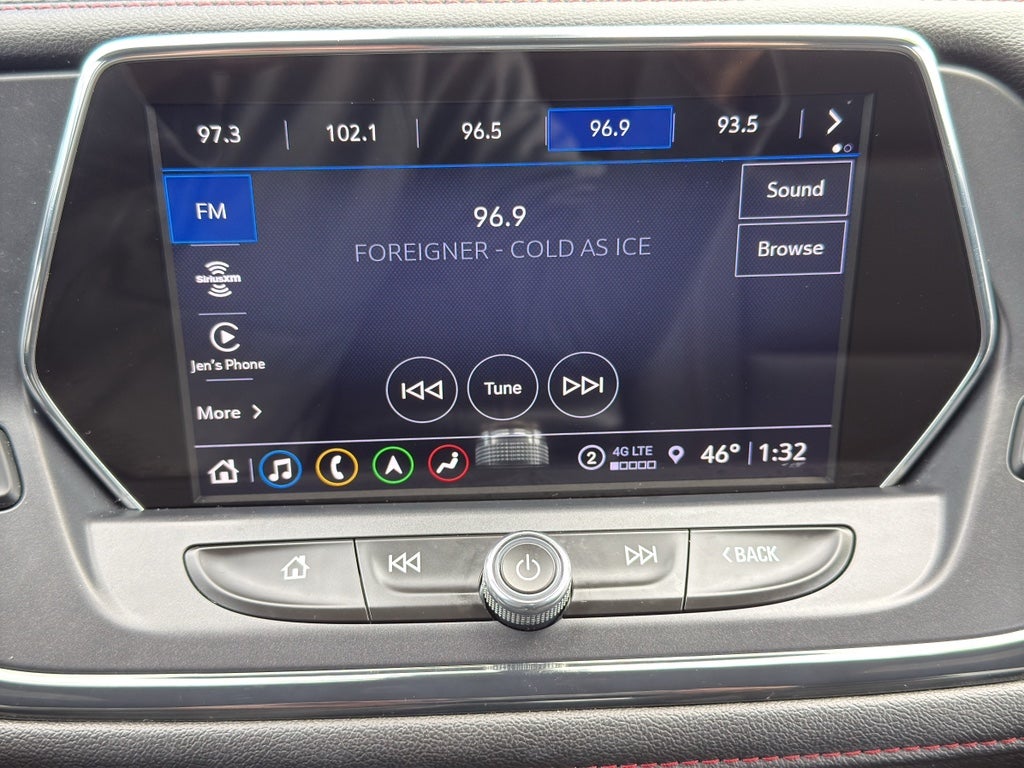 97.3 102.1 96.5 96.9 93.5
FM
96.9
Sound
FOREIGNER - COLD AS ICE
Browse
SiriusXM
Jen's Phone
More
Tune
2 4G LTE 46° 1:32
BACK